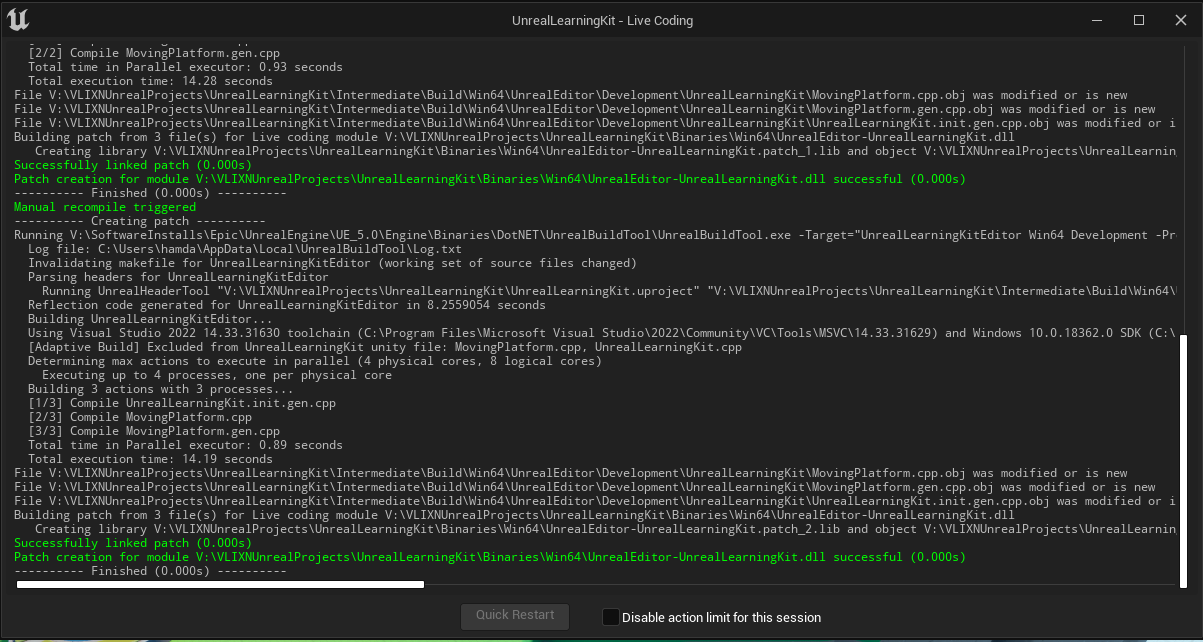 UnrealLearningKit - Live Coding
[2/2] Compile MovingPlatform.gen.cpp
Total time in Parallel executor: 0.93 seconds
Total execution time: 14.28 seconds
File V:\VLIXNUnrealProjects\UnrealLearningKit\Intermediate\Build\Win64\UnrealEditor\Development\UnrealLearningKit\MovingPlatform.cpp.obj was modified or is new
File V:\VLIXNUnrealProjects\UnrealLearningKit\Intermediate\Build\Win64\UnrealEditor\Development\UnrealLearningKit\MovingPlatform.gen.cpp.obj was modified or is new
File V:\VLIXNUnrealProjects\UnrealLearningKit\Intermediate\Build\Win64\UnrealEditor\Development\UnrealLearningKit\UnrealLearningKit.init.gen.cpp.obj was modified or i
Building patch from 3 file(s) for Live coding module V:\VLIXNUnrealProjects\UnrealLearningKit\Binaries\Win64\UnrealEditor-UnrealLearningKit.dll
Creating library V:\VLIXNUnrealProjects\UnrealLearningKit\Binaries\Win64\UnrealEditor-UnrealLearningKit.patch_1.lib and object V:\VLIXNUnrealProjects\UnrealLearnin
Successfully linked patch (0.000s)
Patch creation for module V:\VLIXNUnrealProjects\UnrealLearningKit\Binaries\Win64\UnrealEditor-UnrealLearningKit.dll successful (0.000s)
---------- Finished (0.000s) ----------
Manual recompile triggered
---------- Creating patch ----------
Running V:\SoftwareInstalls\Epic\UnrealEngine\UE_5.0\Engine\Binaries\DotNET\UnrealBuildTool\UnrealBuildTool.exe -Target="UnrealLearningKitEditor Win64 Development -Pr
Log file: C:\Users\hamda\AppData\Local\UnrealBuildTool\Log.txt
Invalidating makefile for UnrealLearningKitEditor (working set of source files changed)
Parsing headers for UnrealLearningKitEditor
Running UnrealHeaderTool "V:\VLIXNUnrealProjects\UnrealLearningKit\UnrealLearningKit.uproject" "V:\VLIXNUnrealProjects\UnrealLearningKit\Intermediate\Build\Win64\
Reflection code generated for UnrealLearningKitEditor in 8.2559054 seconds
Building UnrealLearningKitEditor...
Using Visual Studio 2022 14.33.31630 toolchain (C:\Program Files\Microsoft Visual Studio\2022\Community\VC\Tools\MSVC\14.33.31629) and Windows 10.0.18362.0 SDK (C:\
[Adaptive Build] Excluded from UnrealLearningKit unity file: MovingPlatform.cpp, UnrealLearningKit.cpp
Determining max actions to execute in parallel (4 physical cores, 8 logical cores)
Executing up to 4 processes, one per physical core
Building 3 actions with 3 processes...
[1/3] Compile UnrealLearningKit.init.gen.cpp
[2/3] Compile MovingPlatform.cpp
[3/3] Compile MovingPlatform.gen.cpp
Total time in Parallel executor: 0.89 seconds
Total execution time: 14.19 seconds
File V:\VLIXNUnrealProjects\UnrealLearningKit\Intermediate\Build\Win64\UnrealEditor\Development\UnrealLearningKit\MovingPlatform.cpp.obj was modified or is new
File V:\VLIXNUnrealProjects\UnrealLearningKit\Intermediate\Build\Win64\UnrealEditor\Development\UnrealLearningKit\MovingPlatform.gen.cpp.obj was modified or is new
File V:\VLIXNUnrealProjects\UnrealLearningKit\Intermediate\Build\Win64\UnrealEditor\Development\UnrealLearningKit\UnrealLearningKit.init.gen.cpp.obj was modified or i
Building patch from 3 file(s) for Live coding module V:\VLIXNUnrealProjects\UnrealLearningKit\Binaries\Win64\UnrealEditor-UnrealLearningKit.dll
Creating library V:\VLIXNUnrealProjects\UnrealLearningKit\Binaries\Win64\UnrealEditor-UnrealLearningKit.patch_2.lib and object V:\VLIXNUnrealProjects\UnrealLearnin
Successfully linked patch (0.000s)
Patch creation for module V:\VLIXNUnrealProjects\UnrealLearningKit\Binaries\Win64\UnrealEditor-UnrealLearningKit.dll successful (0.000s)
---------- Finished (0.000s) ----------
Quick Restart
Disable action limit for this session